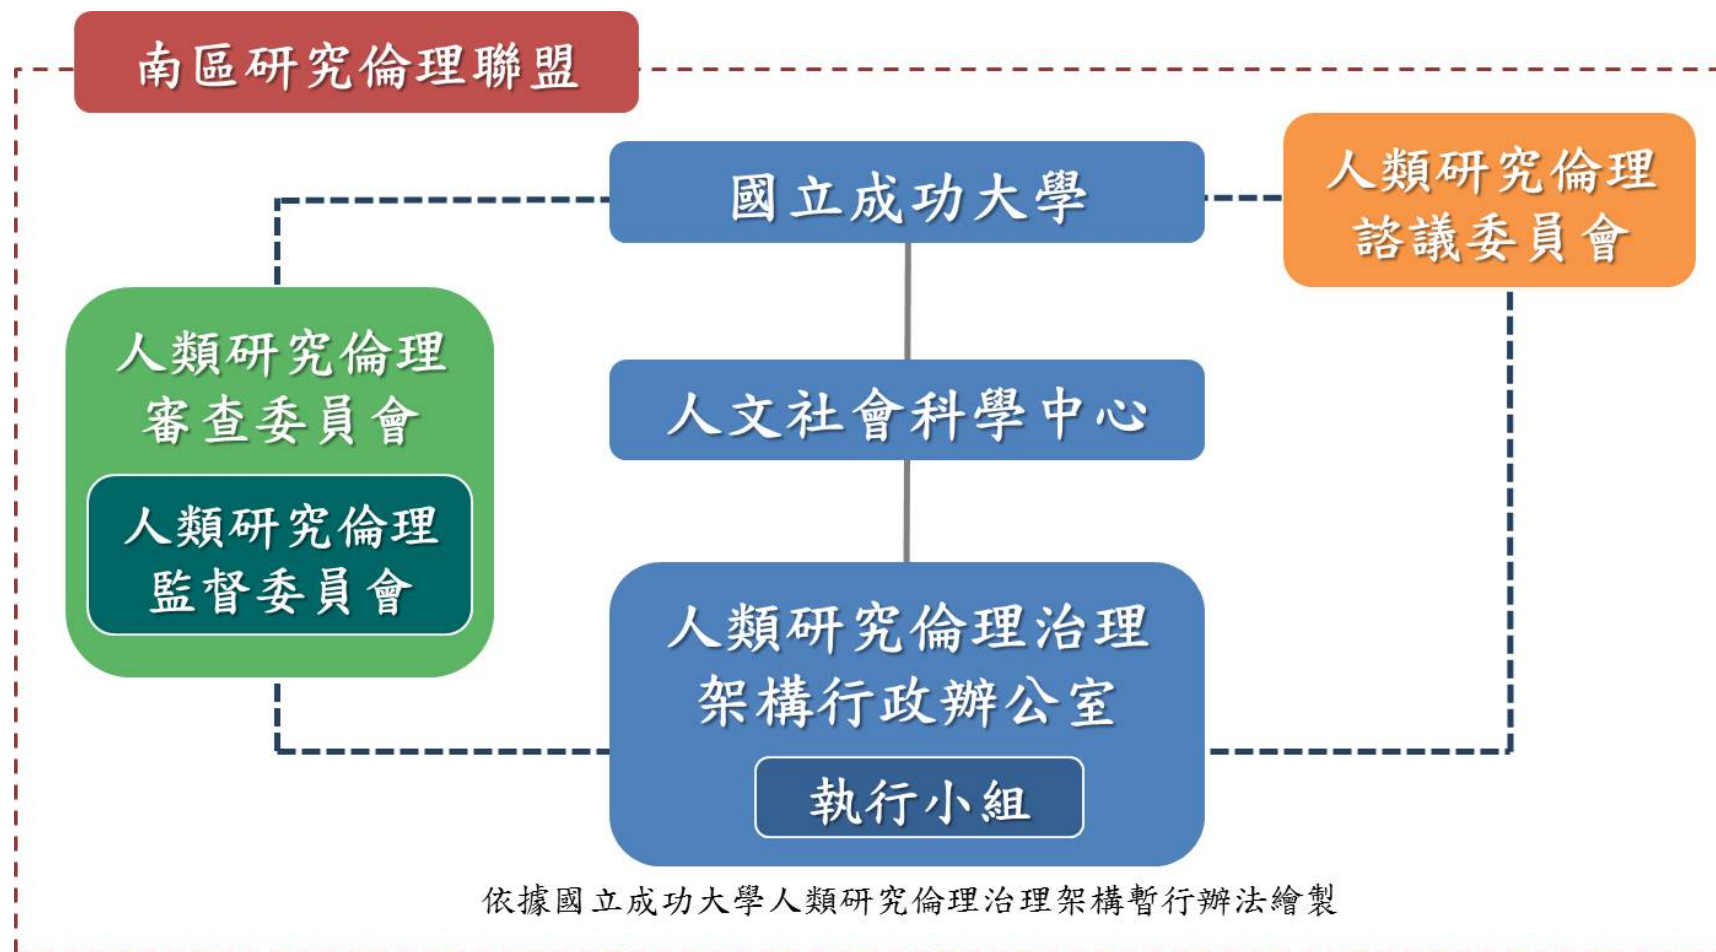 南區研究倫理聯盟
國立成功大學
人類研究倫理
諮議委員會
人類研究倫理
審查委員會
人類研究倫理
監督委員會
人文社會科學中心
人類研究倫理治理
架構行政辦公室
執行小組
依據國立成功大學人類研究倫理治理架構暫行辦法繪製